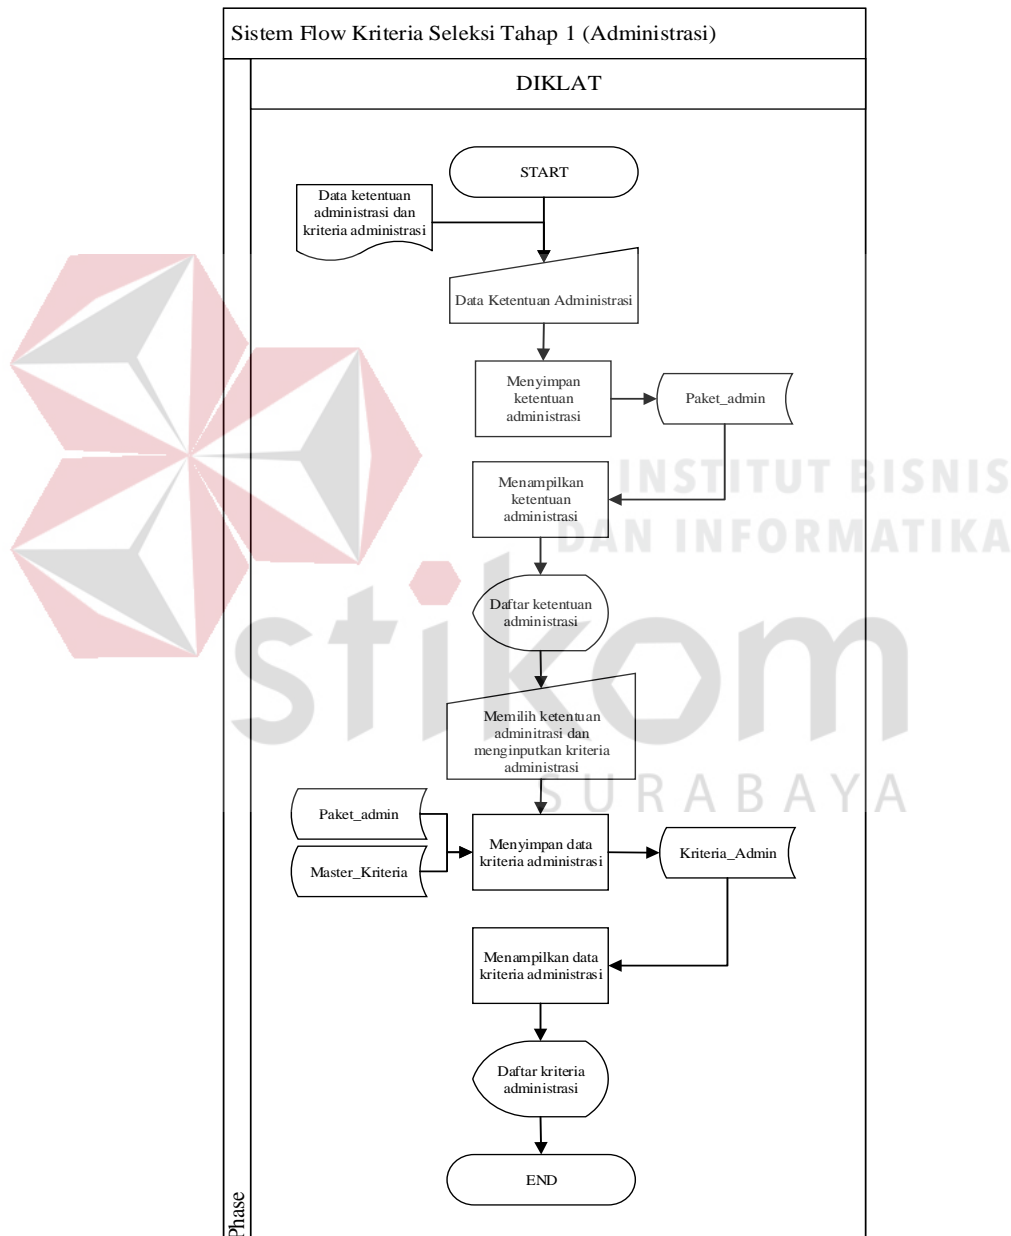 Sistem Flow Kriteria Seleksi Tahap 1 (Administrasi)
DIKLAT
START
Data ketentuan
administrasi dan
kriteria administrasi
Data Ketentuan Administrasi
Menyimpan
ketentuan
administrasi
Paket_admin
Menampilkan
ketentuan
administrasi
INSTITUT BISNIS
DAN INFORMATIKA
Daftar ketentuan
administrasi
stikom
SURABAYA
Memilih ketentuan
adminitrasi dan
menginputkan kriteria
administrasi
Paket_admin
Master_Kriteria
Menyimpan data
kriteria administrasi
Kriteria_Admin
Menampilkan data
kriteria administrasi
Daftar kriteria
administrasi
END
Phase